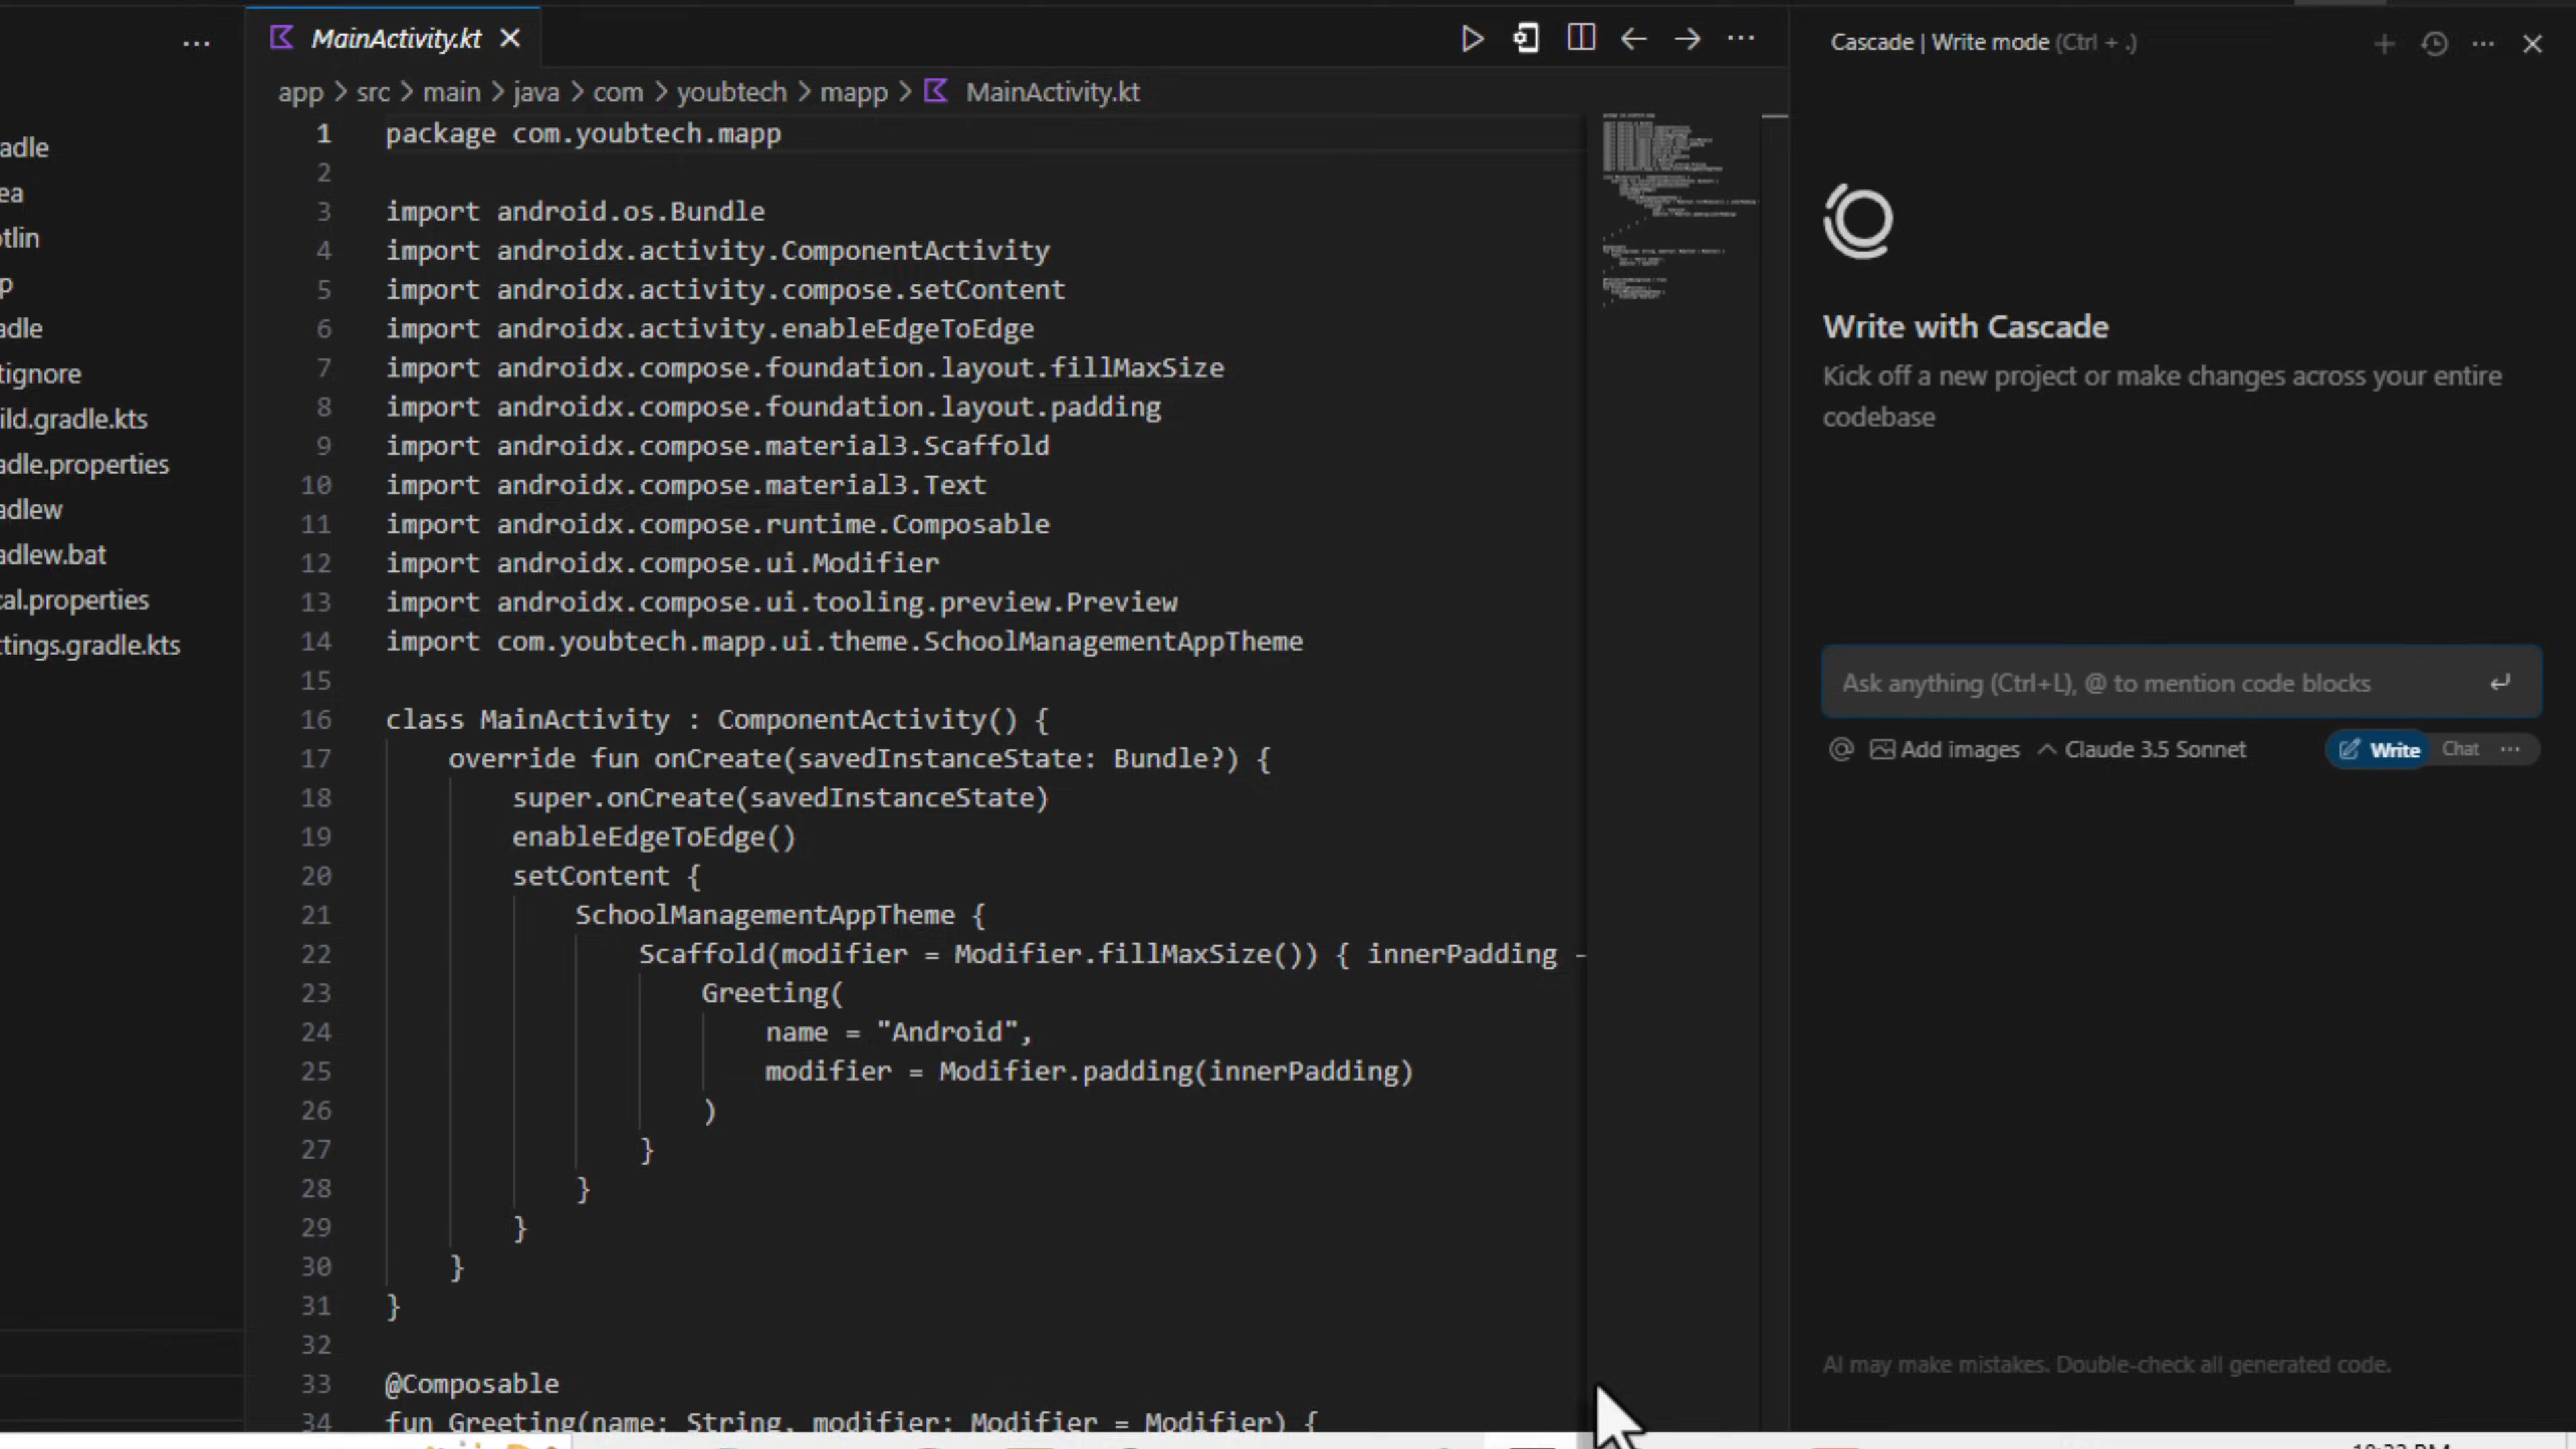 MainActivity.kt
app > src > main > java > com > youbtech > mapp > MainActivity.kt
adle
ea
otlin
p
adle
tignore
ild.gradle.kts
adle.properties
adlew
adlew.bat
cal.properties
ttings.gradle.kts
1 package com.youbtech.mapp
2
3 import android.os.Bundle
4 import androidx.activity.ComponentActivity
5 import androidx.activity.compose.setContent
6 import androidx.activity.enableEdgeToEdge
7 import androidx.compose.foundation.layout.fillMaxSize
8 import androidx.compose.foundation.layout.padding
9 import androidx.compose.material3.Scaffold
10 import androidx.compose.material3.Text
11 import androidx.compose.runtime.Composable
12 import androidx.compose.ui.Modifier
13 import androidx.compose.ui.tooling.preview.Preview
14 import com.youbtech.mapp.ui.theme.SchoolManagementAppTheme
15
16 class MainActivity : ComponentActivity() {
17 override fun onCreate(savedInstanceState: Bundle?) {
18 super.onCreate(savedInstanceState)
19 enableEdgeToEdge()
20 setContent {
21 SchoolManagementAppTheme {
22 Scaffold(modifier = Modifier.fillMaxSize()) { innerPadding -
23 Greeting(
24 name = "Android",
25 modifier = Modifier.padding(innerPadding)
26 )
27 }
28 }
29 }
30 }
31 }
32
33 @Composable
34 fun Greeting(name: String, modifier: Modifier = Modifier) {
Cascade | Write mode (Ctrl + .)
Write with Cascade
Kick off a new project or make changes across your entire
codebase
Ask anything (Ctrl+L), @ to mention code blocks
Add images Claude 3.5 Sonnet Write Chat
AI may make mistakes. Double-check all generated code.